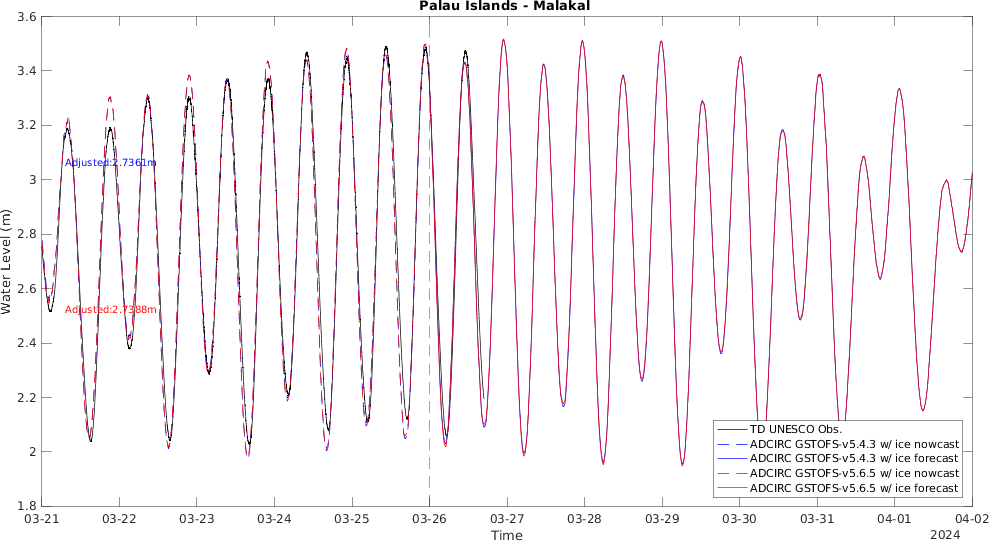 Palau Islands - Malakal
3.6
3.4
3.2
3
2.8
2.6
2.4
2.2
2
1.8
Water Level (m)
Adjusted:2.7361m
Adjusted:2.7388m
TD UNESCO Obs.
ADCIRC GSTOFS-v5.4.3 w/ ice nowcast
ADCIRC GSTOFS-v5.4.3 w/ ice forecast
ADCIRC GSTOFS-v5.6.5 w/ ice nowcast
ADCIRC GSTOFS-v5.6.5 w/ ice forecast
03-21 03-22 03-23 03-24 03-25 03-26 03-27 03-28 03-29 03-30 03-31 04-01 04-02
Time
2024